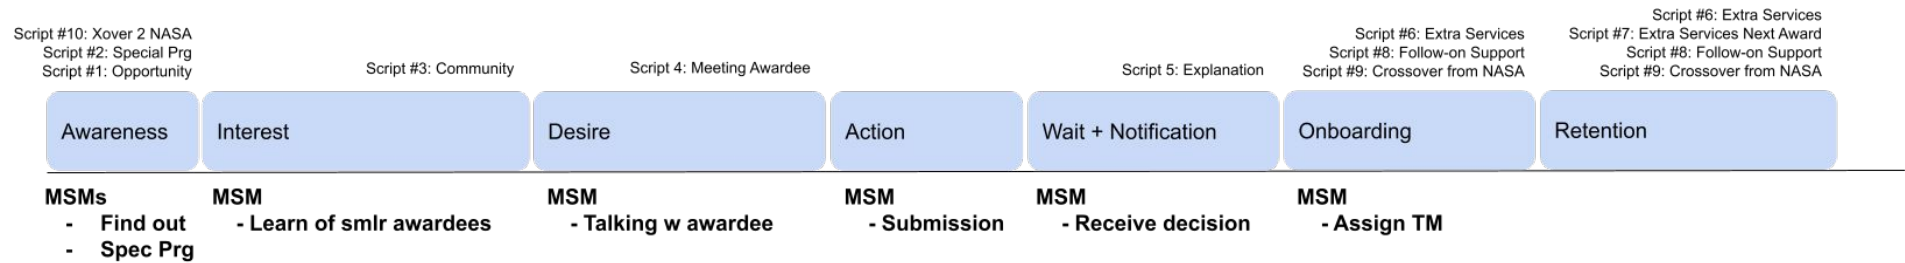 Script #10: Xover 2 NASA
Script #2: Special Prg
Script #1: Opportunity
Script #3: Community
Script 4: Meeting Awardee
Script 5: Explanation
Script #6: Extra Services
Script #8: Follow-on Support
Script #9: Crossover from NASA
Script #6: Extra Services
Script #7: Extra Services Next Award
Script #8: Follow-on Support
Script #9: Crossover from NASA
Awareness
Interest
Desire
Action
Wait + Notification
Onboarding
Retention
MSMs
- Find out
- Spec Prg
MSM
- Learn of smlr awardees
MSM
- Talking w awardee
MSM
- Submission
MSM
- Receive decision
MSM
- Assign TM